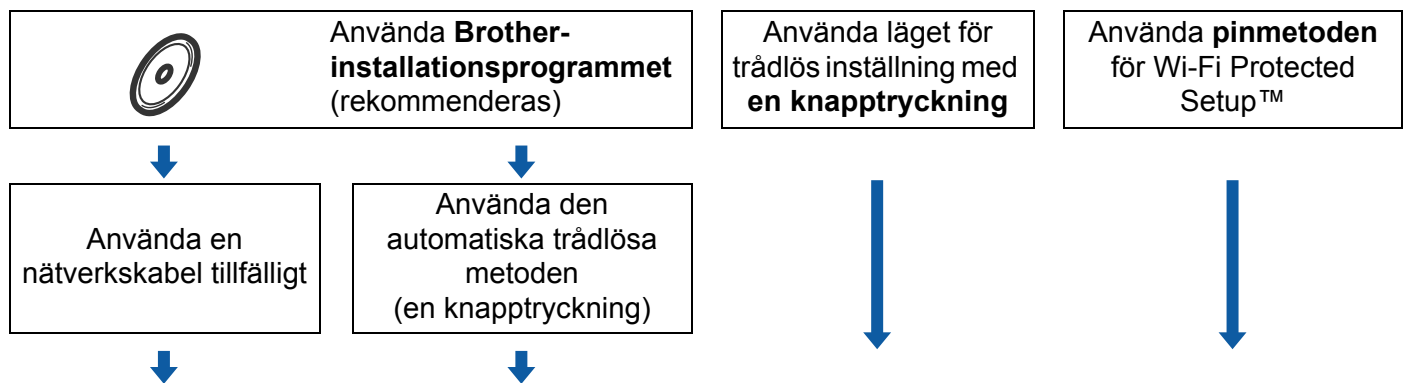 Använda Brother-
installationsprogrammet
(rekommenderas)
Använda läget för
trådlös inställning med
en knapptryckning
Använda pinmetoden
för Wi-Fi Protected
Setup™
Använda en
nätverkskabel tillfälligt
Använda den
automatiska trådlösa
metoden
(en knapptryckning)